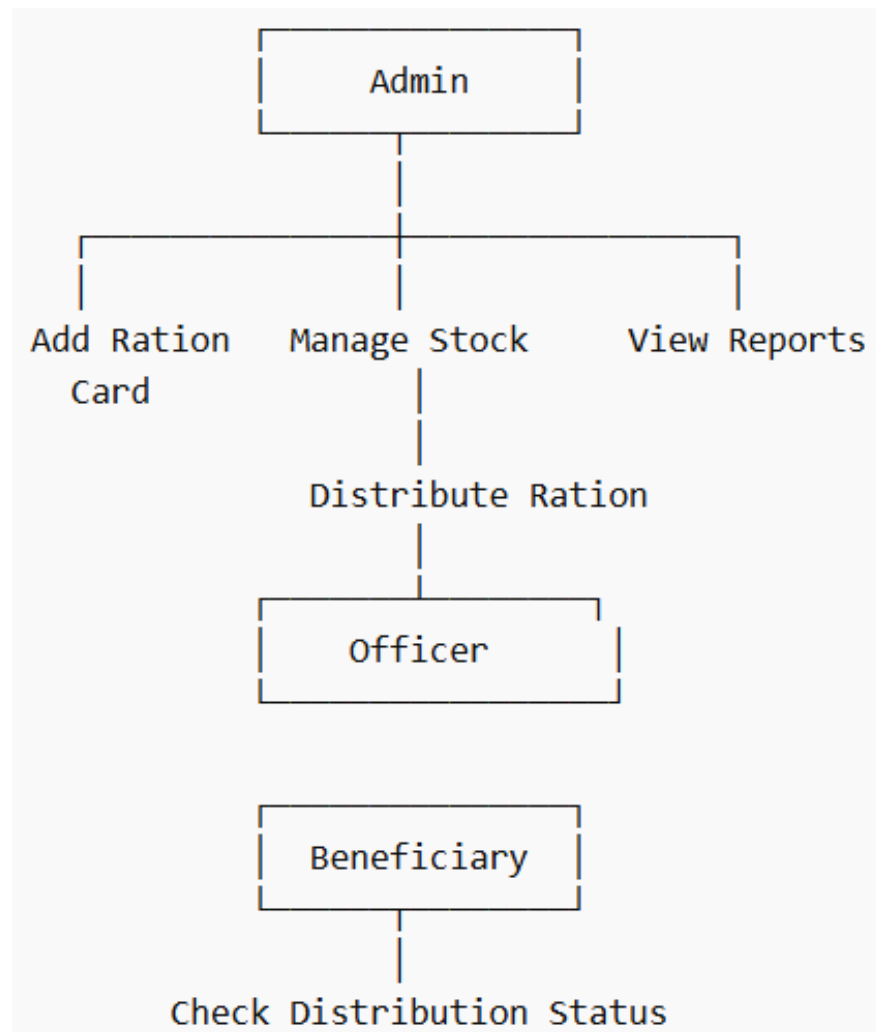 Admin
Add Ration Manage Stock View Reports
Card
Distribute Ration
Officer
Beneficiary
Check Distribution Status